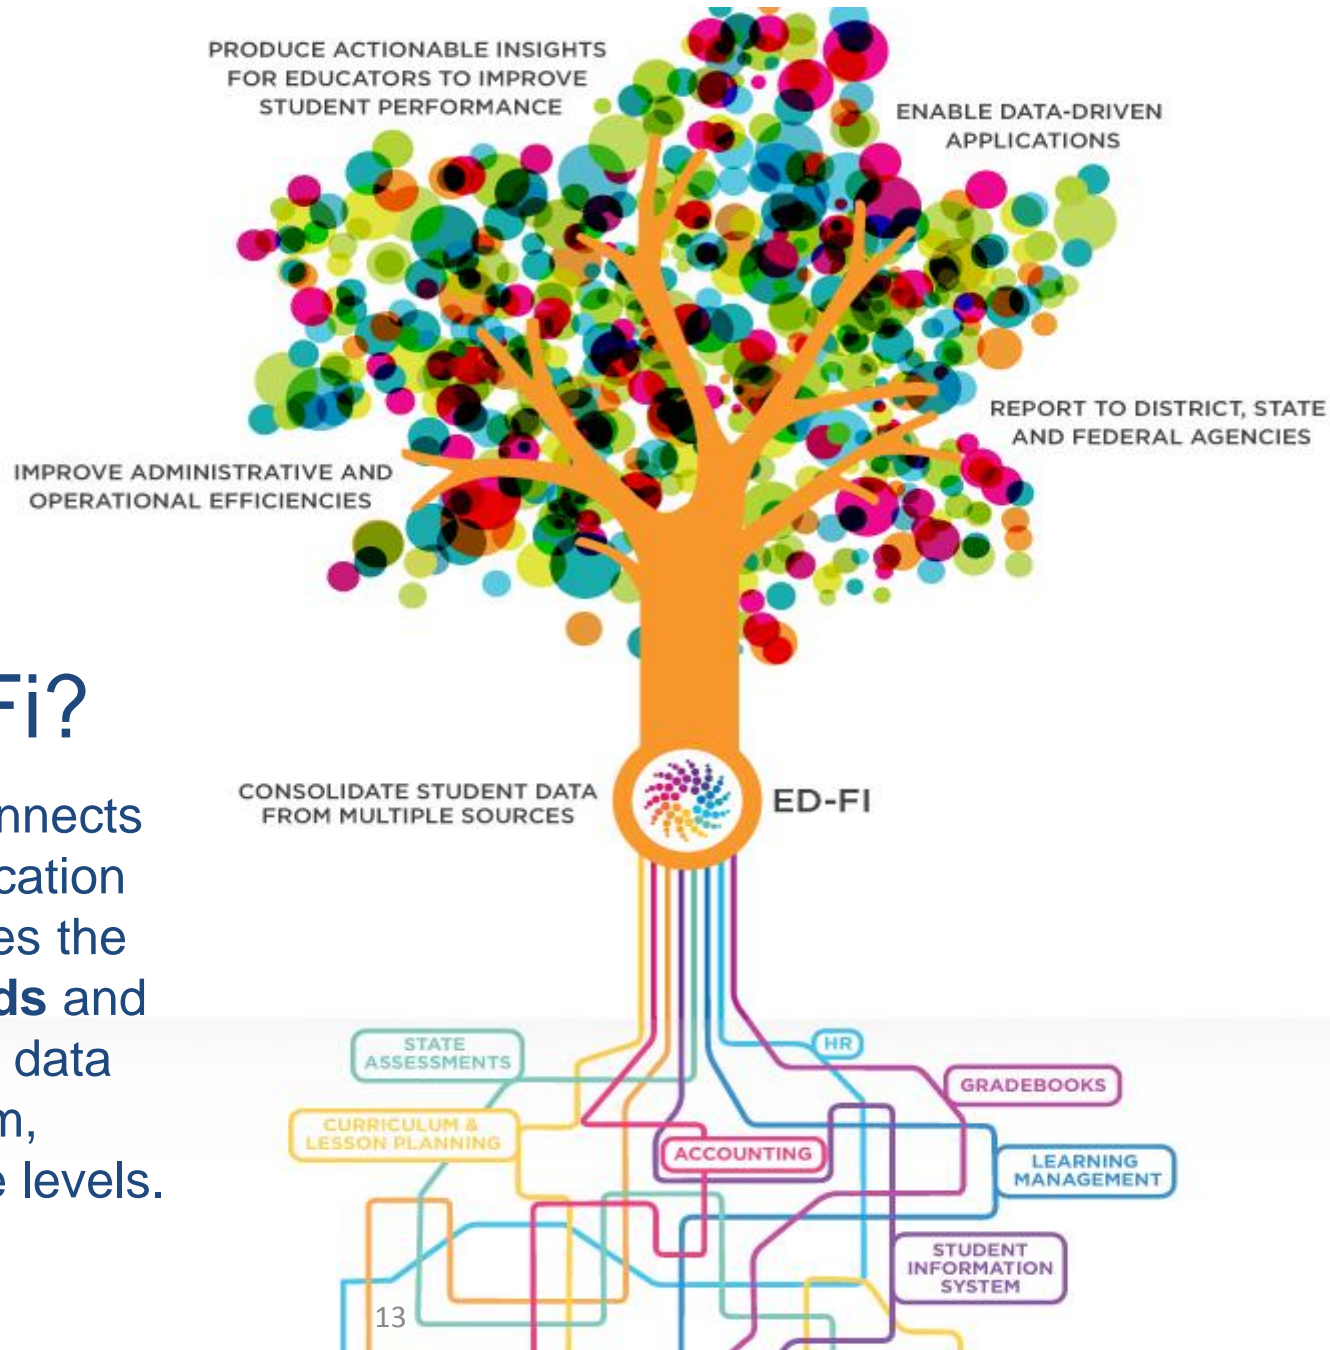 PRODUCE ACTIONABLE INSIGHTS
FOR EDUCATORS TO IMPROVE
STUDENT PERFORMANCE
ENABLE DATA-DRIVEN
APPLICATIONS
REPORT TO DISTRICT, STATE
AND FEDERAL AGENCIES
IMPROVE ADMINISTRATIVE AND
OPERATIONAL EFFICIENCIES
Fi?
nnects
cation
es the
ds and
data
m,
e levels.
CONSOLIDATE STUDENT DATA
FROM MULTIPLE SOURCES
ED-FI
STATE
ASSESSMENTS
HR
GRADEBOOKS
CURRICULUM &
LESSON PLANNING
ACCOUNTING
LEARNING
MANAGEMENT
STUDENT
INFORMATION
SYSTEM
13